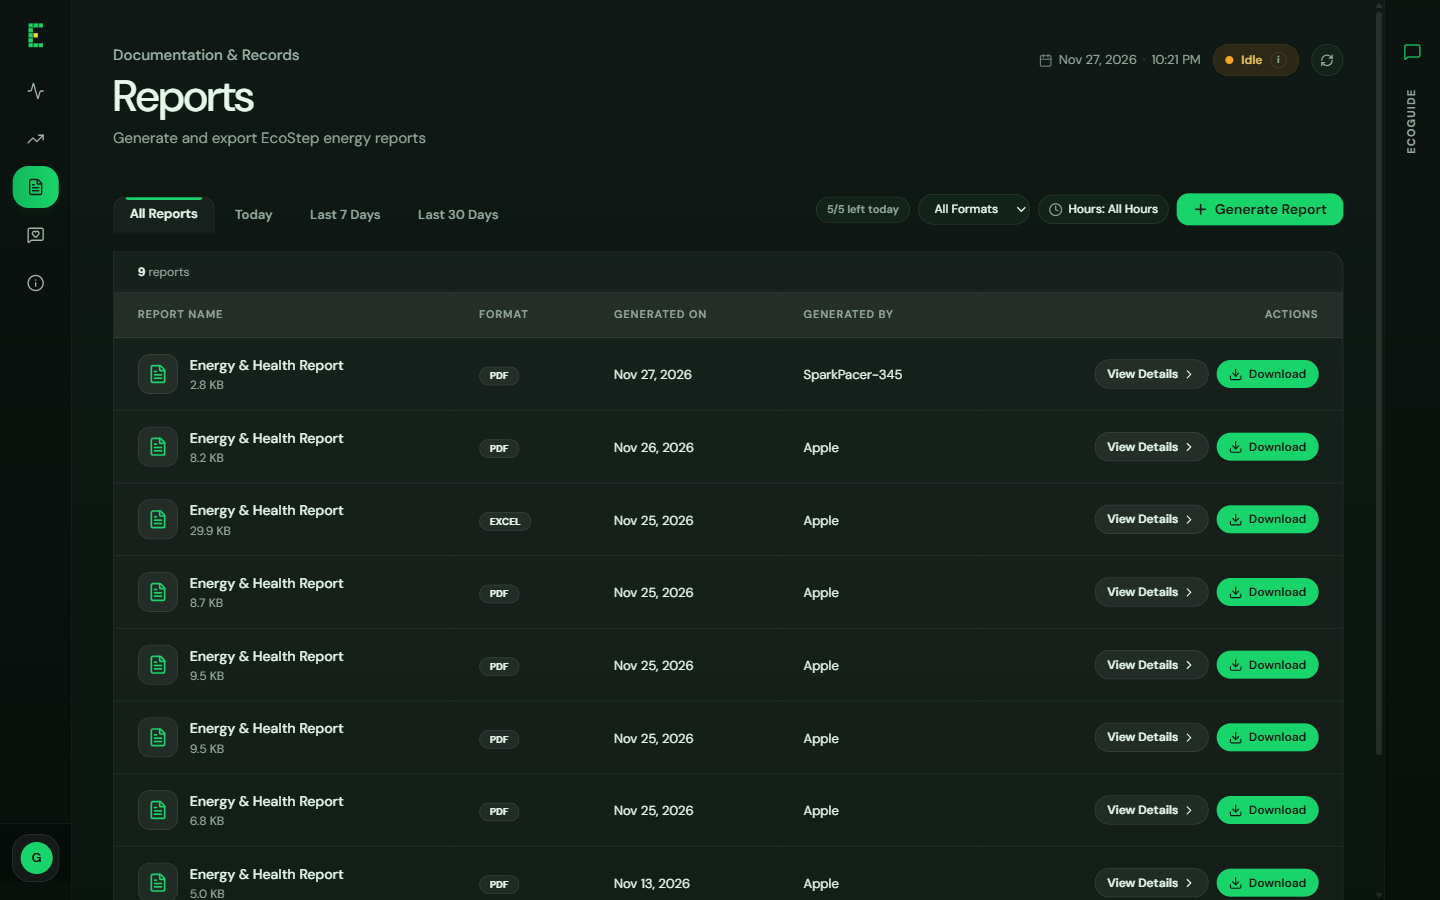 Documentation & Records
Reports
Generate and export EcoStep energy reports
Nov 27, 2026 · 10:21 PM
Idle i
ECOGUIDE
All Reports
Today
Last 7 Days
Last 30 Days
5/5 left today
All Formats
Hours: All Hours
+ Generate Report
9 reports
REPORT NAME FORMAT GENERATED ON GENERATED BY ACTIONS
Energy & Health Report
2.8 KB
PDF Nov 27, 2026 SparkPacer-345 View Details Download
Energy & Health Report
8.2 KB
PDF Nov 26, 2026 Apple View Details Download
Energy & Health Report
29.9 KB
EXCEL Nov 25, 2026 Apple View Details Download
Energy & Health Report
8.7 KB
PDF Nov 25, 2026 Apple View Details Download
Energy & Health Report
9.5 KB
PDF Nov 25, 2026 Apple View Details Download
Energy & Health Report
9.5 KB
PDF Nov 25, 2026 Apple View Details Download
Energy & Health Report
6.8 KB
PDF Nov 25, 2026 Apple View Details Download
Energy & Health Report
5.0 KB
PDF Nov 13, 2026 Apple View Details Download
G